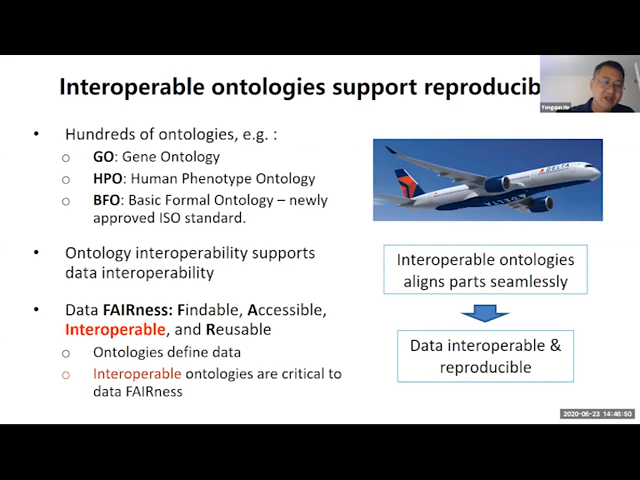 Interoperable ontologies support reproducib
Yongqun He
• Hundreds of ontologies, e.g. :
○ GO: Gene Ontology
○ HPO: Human Phenotype Ontology
○ BFO: Basic Formal Ontology – newly
approved ISO standard.
DELTA
• Ontology interoperability supports
data interoperability
Interoperable ontologies
aligns parts seamlessly
• Data FAIRness: Findable, Accessible,
Interoperable, and Reusable
○ Ontologies define data
○ Interoperable ontologies are critical to
data FAIRness
Data interoperable &
reproducible
2020-06-23 14:46:50